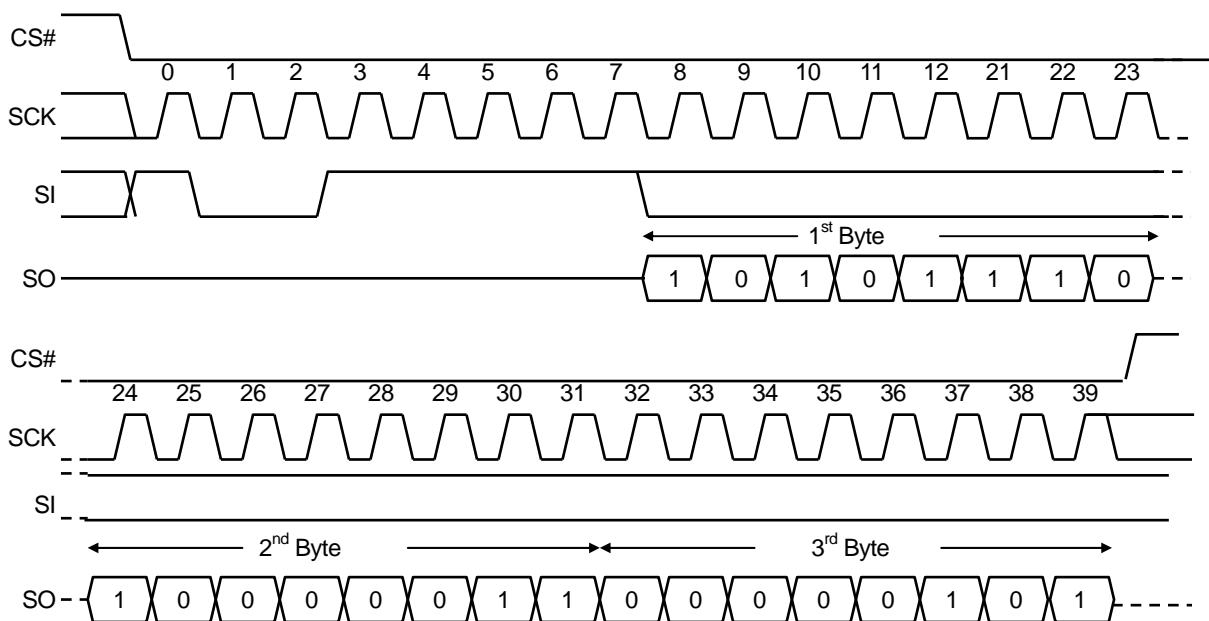 CS#
0 1 2 3 4 5 6 7 8 9 10 11 12 21 22 23
SCK
SI
1st Byte
SO 1 0 1 0 1 1 1 0
CS#
24 25 26 27 28 29 30 31 32 33 34 35 36 37 38 39
SCK
SI
2nd Byte 3rd Byte
SO 1 0 0 0 0 0 1 1 0 0 0 0 0 1 0 1